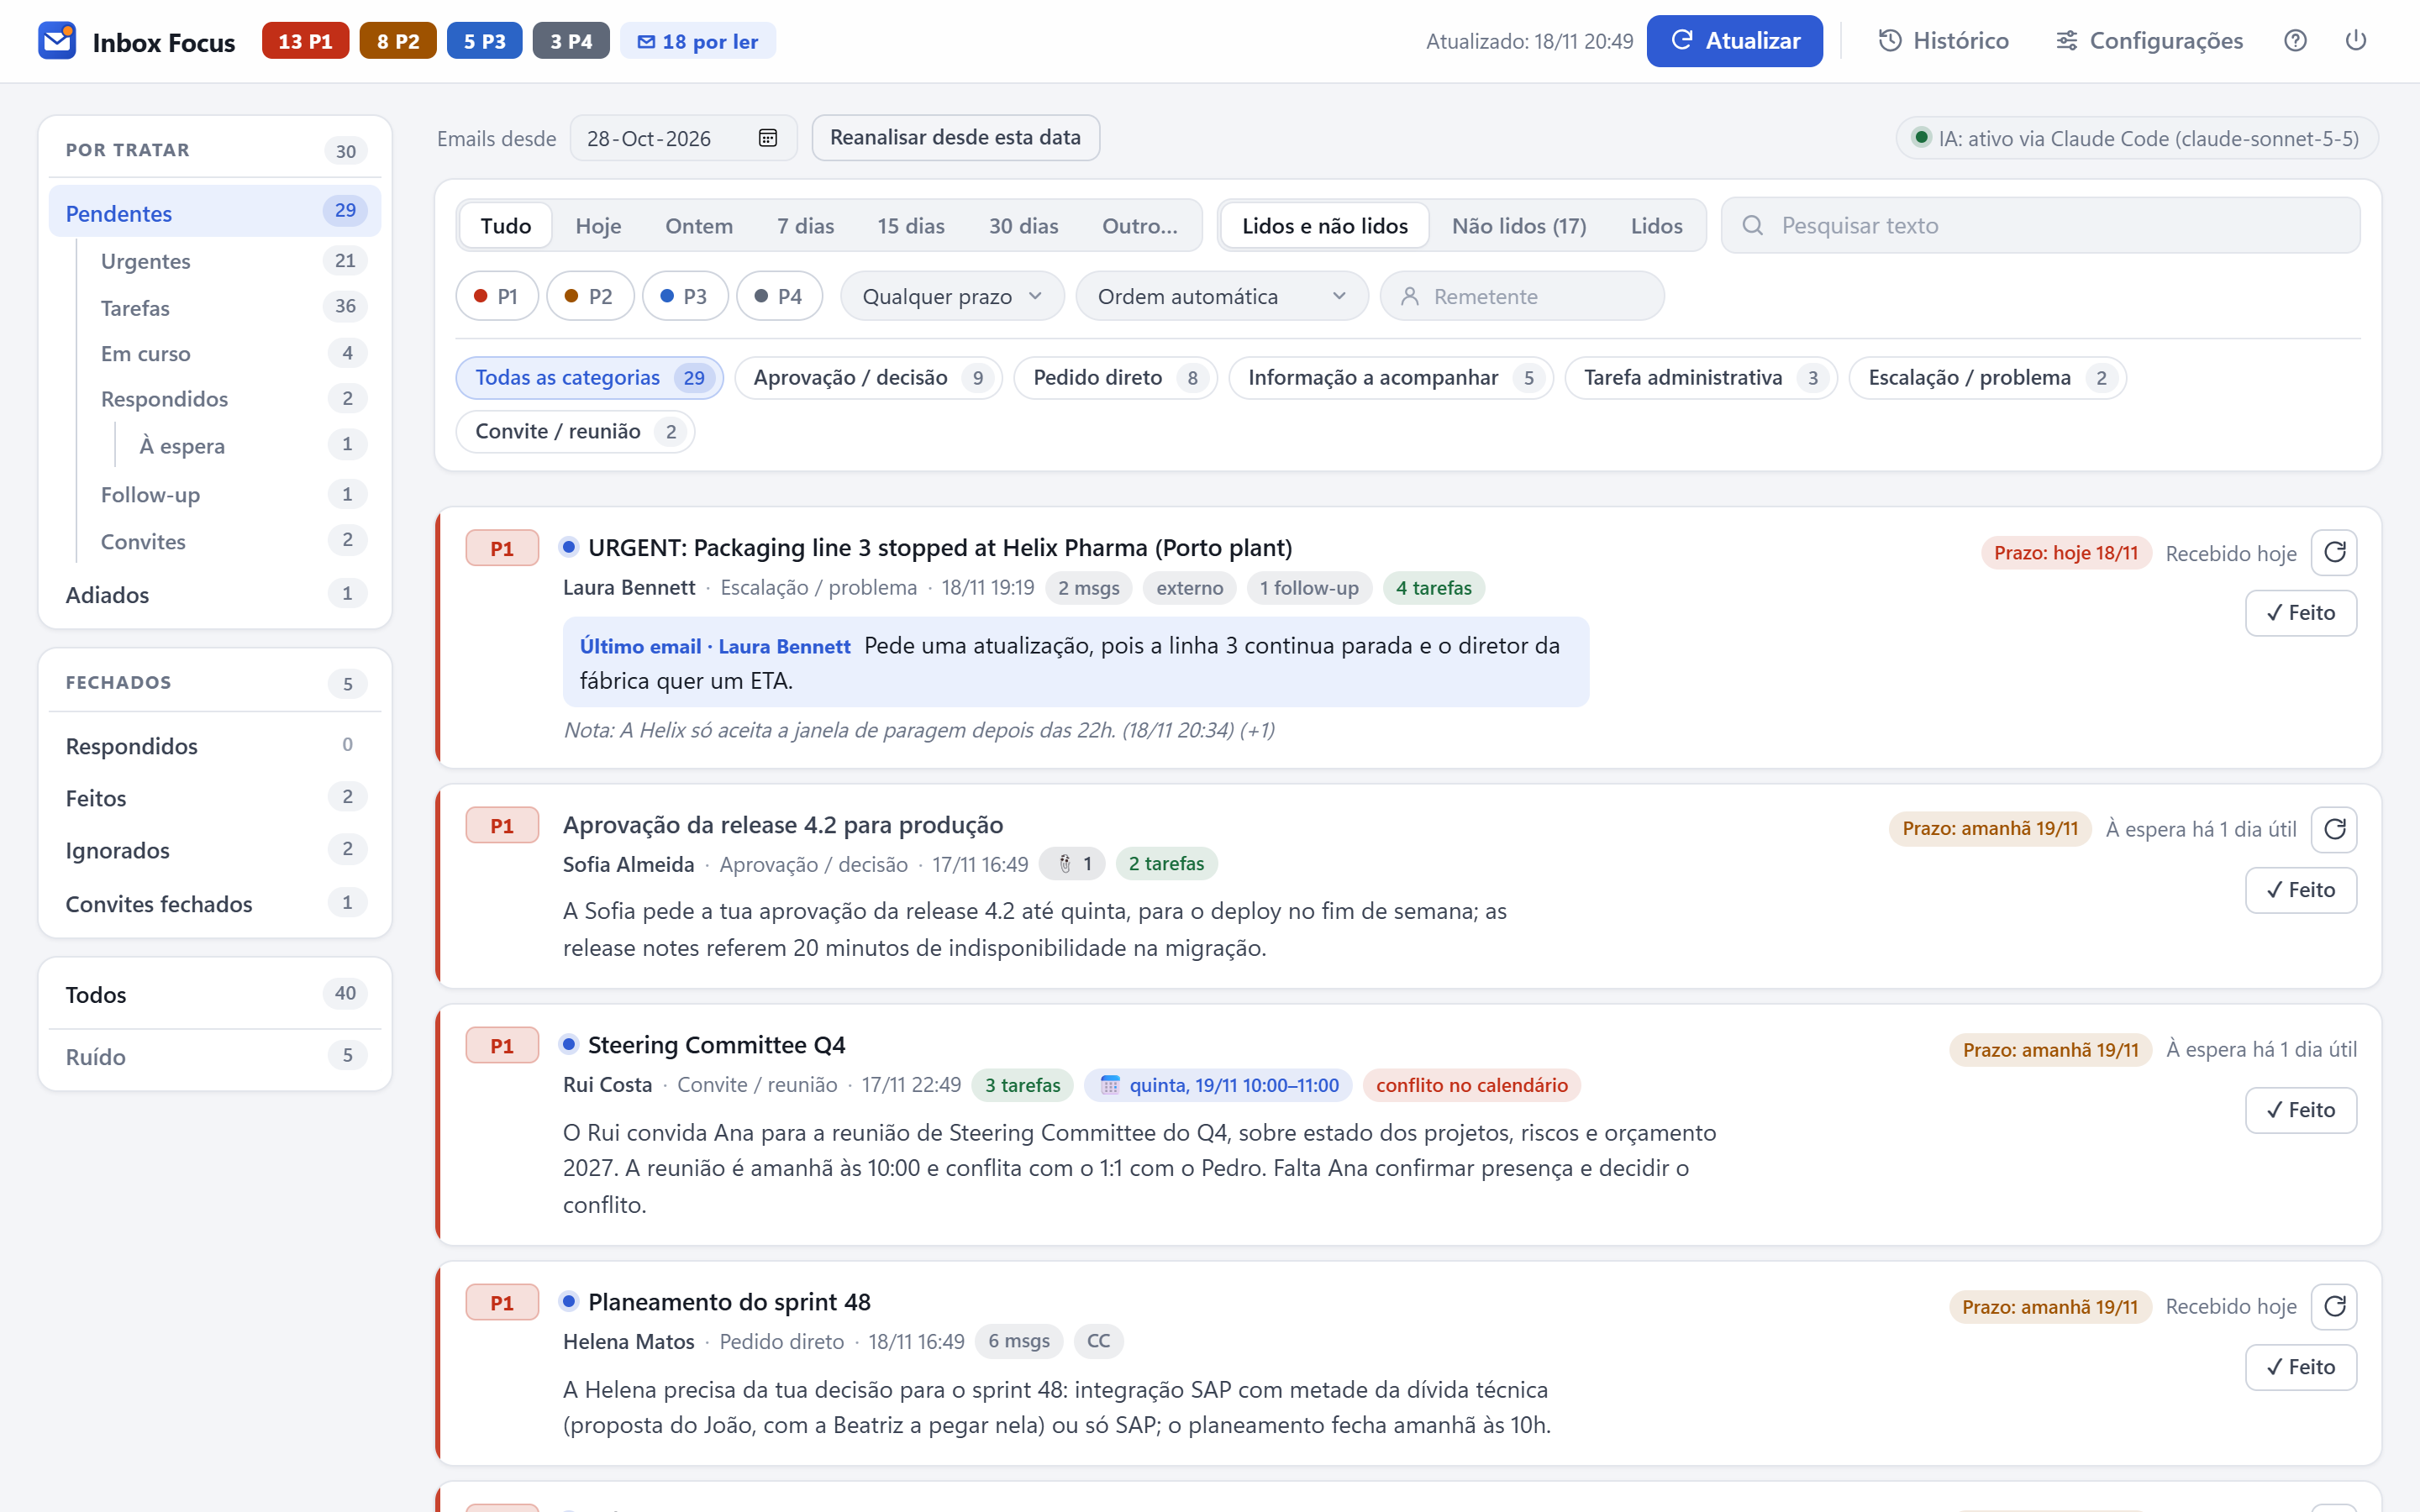 Inbox Focus 13 P1 8 P2 5 P3 3 P4 18 por ler Atualizado: 18/11 20:49 Atualizar Histórico Configurações
POR TRATAR 30
Pendentes 29
Urgentes 21
Tarefas 36
Em curso 4
Respondidos 2
À espera 1
Follow-up 1
Convites 2
Adiados 1
FECHADOS 5
Respondidos 0
Feitos 2
Ignorados 2
Convites fechados 1
Todos 40
Ruído 5
Emails desde 28-Oct-2026 Reanalisar desde esta data IA: ativo via Claude Code (claude-sonnet-5-5)
Tudo Hoje Ontem 7 dias 15 dias 30 dias Outro... Lidos e não lidos Não lidos (17) Lidos Pesquisar texto
P1 P2 P3 P4 Qualquer prazo Ordem automática Remetente
Todas as categorias 29 Aprovação / decisão 9 Pedido direto 8 Informação a acompanhar 5 Tarefa administrativa 3 Escalação / problema 2
Convite / reunião 2
P1 URGENT: Packaging line 3 stopped at Helix Pharma (Porto plant) Prazo: hoje 18/11 Recebido hoje
Laura Bennett · Escalação / problema · 18/11 19:19 2 msgs externo 1 follow-up 4 tarefas
✓ Feito
Último email · Laura Bennett Pede uma atualização, pois a linha 3 continua parada e o diretor da
fábrica quer um ETA.
Nota: A Helix só aceita a janela de paragem depois das 22h. (18/11 20:34) (+1)
P1 Aprovação da release 4.2 para produção Prazo: amanhã 19/11 À espera há 1 dia útil
Sofia Almeida · Aprovação / decisão · 17/11 16:49 1 2 tarefas
✓ Feito
A Sofia pede a tua aprovação da release 4.2 até quinta, para o deploy no fim de semana; as
release notes referem 20 minutos de indisponibilidade na migração.
P1 Steering Committee Q4 Prazo: amanhã 19/11 À espera há 1 dia útil
Rui Costa · Convite / reunião · 17/11 22:49 3 tarefas quinta, 19/11 10:00–11:00 conflito no calendário
✓ Feito
O Rui convida Ana para a reunião de Steering Committee do Q4, sobre estado dos projetos, riscos e orçamento
2027. A reunião é amanhã às 10:00 e conflita com o 1:1 com o Pedro. Falta Ana confirmar presença e decidir o
conflito.
P1 Planeamento do sprint 48 Prazo: amanhã 19/11 Recebido hoje
Helena Matos · Pedido direto · 18/11 16:49 6 msgs CC
✓ Feito
A Helena precisa da tua decisão para o sprint 48: integração SAP com metade da dívida técnica
(proposta do João, com a Beatriz a pegar nela) ou só SAP; o planeamento fecha amanhã às 10h.